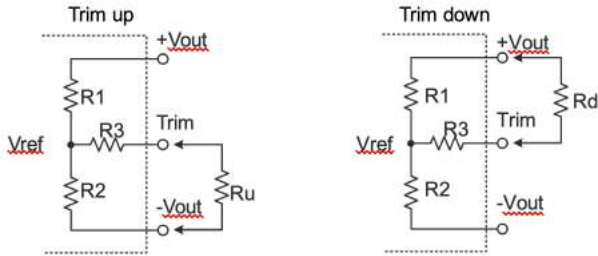 Trim up
+Vout
R1
R3
Trim
Vref
R2
-Vout
Ru
Trim down
+Vout
R1
Rd
R3
Trim
Vref
R2
-Vout